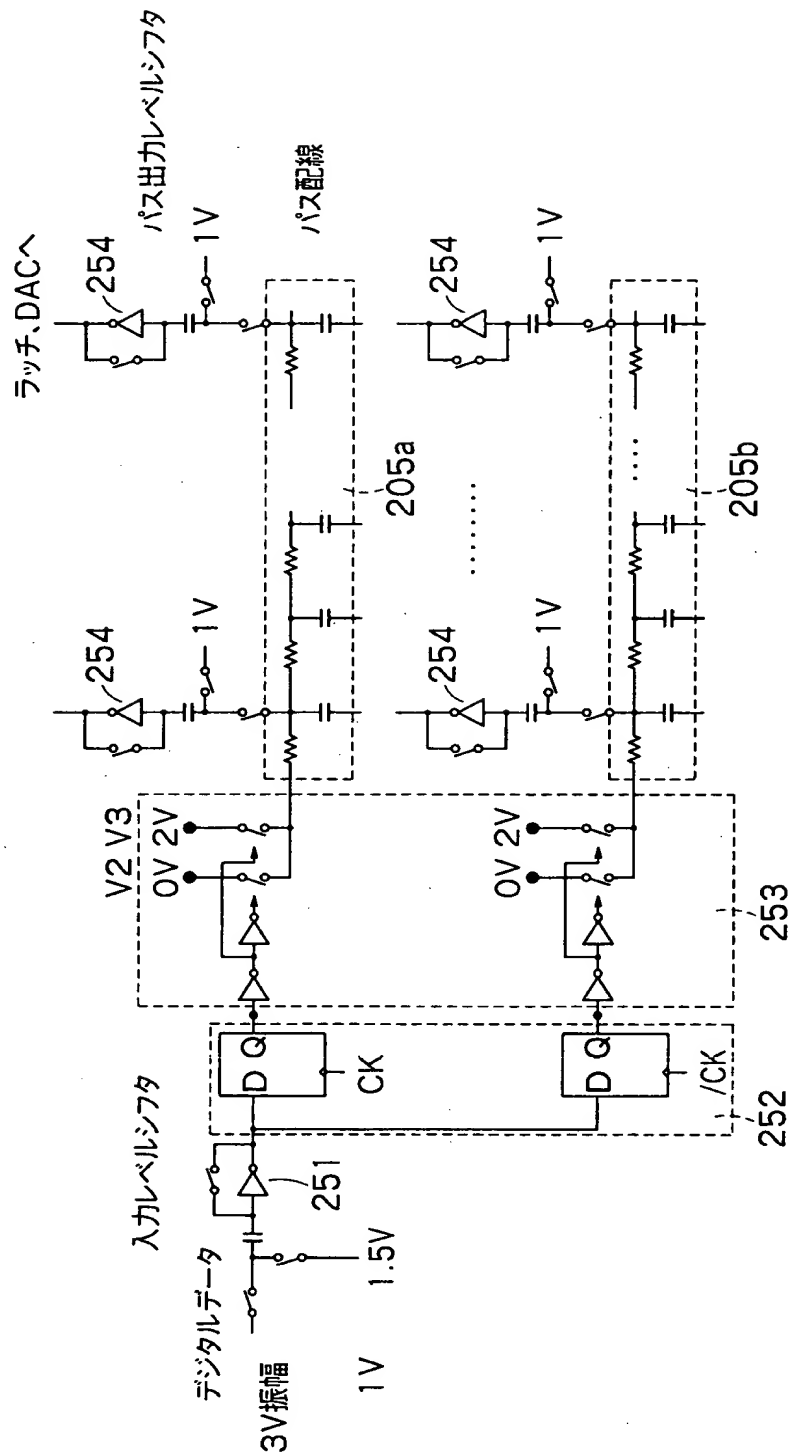 ラッチ、DACへ
パス出力レベルシフタ
パス配線
254
1V
254
1V
205a
V2 V3
0V 2V
入力レベルシフタ
デジタルデータ
3V振幅
1V
1.5V
251
D Q
CK
252
D Q
/CK
253
0V 2V
254
1V
254
1V
205b